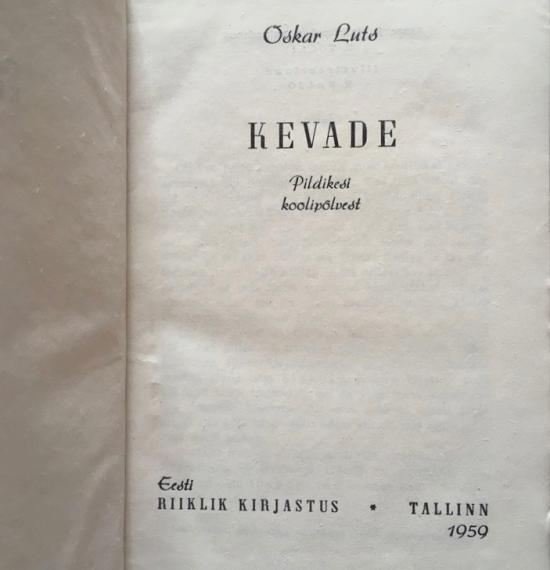 Oskar Luts
KEVADE
Pildikesi
koolipõlvest
Eesti
RIIKLIK KIRJASTUS * TALLINN
1959